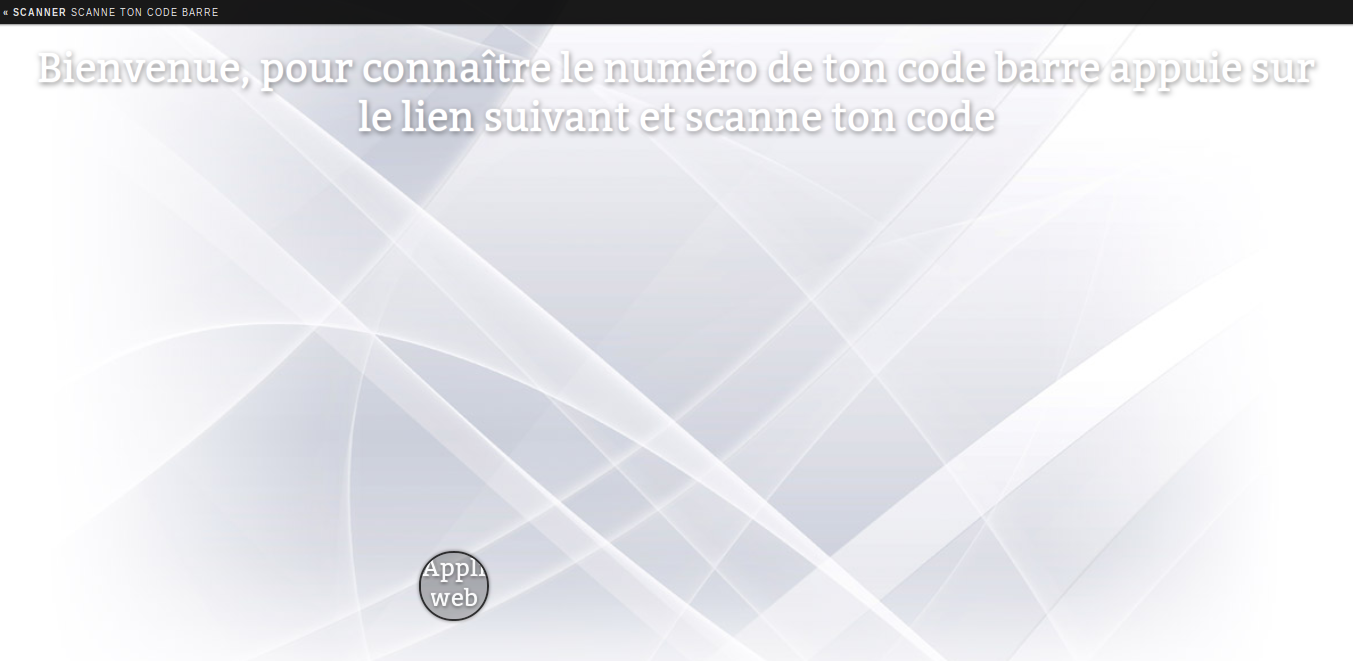 « SCANNER SCANNE TON CODE BARRE
Bienvenue, pour connaître le numéro de ton code barre appuie sur
le lien suivant et scanne ton code
Appli
web